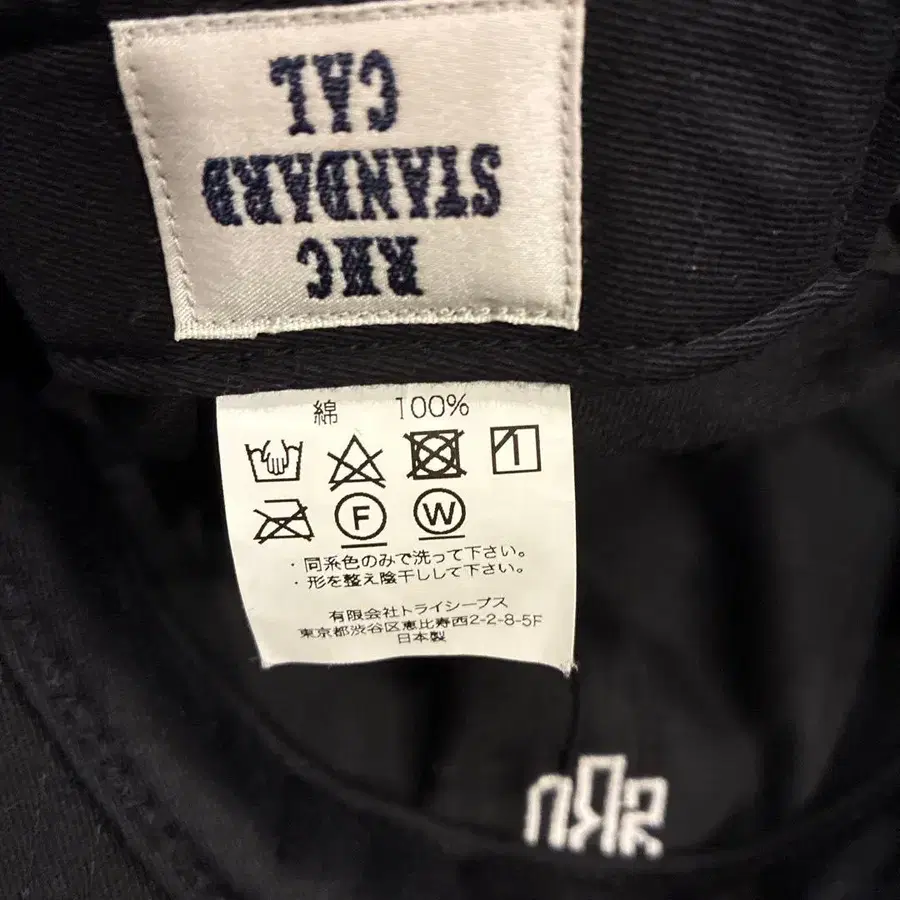 RHC
STANDARD
CAL
綿 100%
F W
・同系色のみで洗って下さい。
・形を整え陰干しして下さい。
有限会社トライシープス
東京都渋谷区恵比寿西2-2-8-5F
日本製